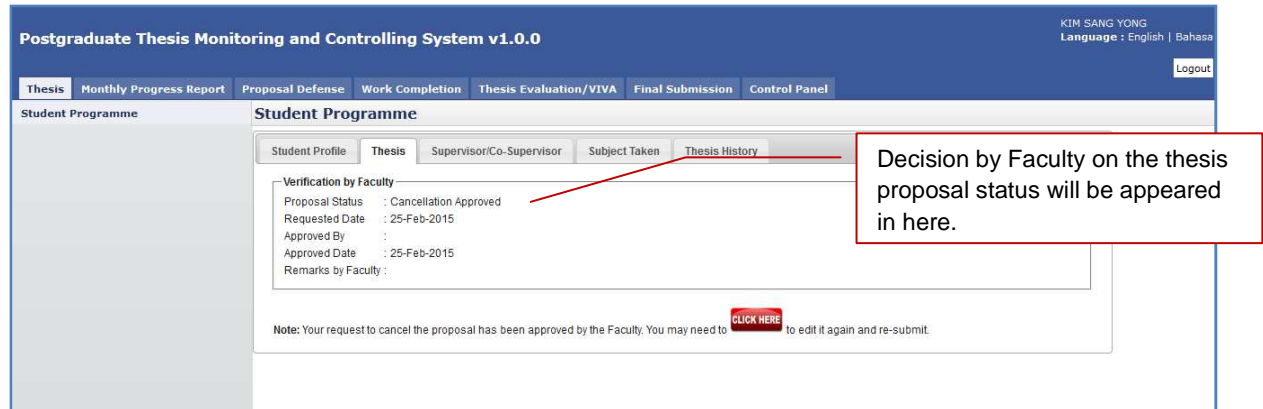 KIM SANG YONG
Postgraduate Thesis Monitoring and Controlling System v1.0.0
Language : English | Bahasa
Logout
Thesis Monthly Progress Report Proposal Defense Work Completion Thesis Evaluation/VIVA Final Submission Control Panel
Student Programme
Student Programme
Student Profile Thesis Supervisor/Co-Supervisor Subject Taken Thesis History
Verification by Faculty
Proposal Status : Cancellation Approved
Requested Date : 25-Feb-2015
Approved By :
Approved Date : 25-Feb-2015
Remarks by Faculty :
Note: Your request to cancel the proposal has been approved by the Faculty. You may need to CLICK HERE to edit it again and re-submit.
Decision by Faculty on the thesis
proposal status will be appeared
in here.